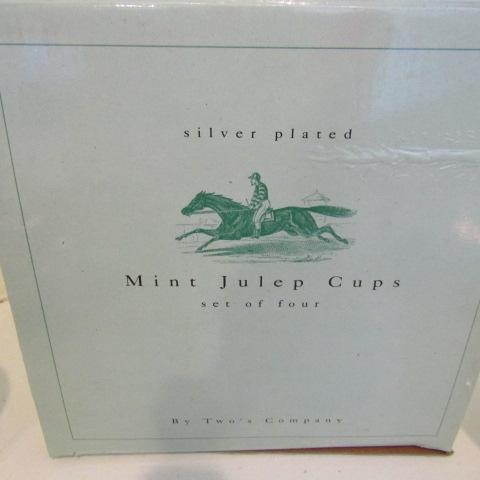 silver plated
Mint Julep Cups
set of four
By Two's Company